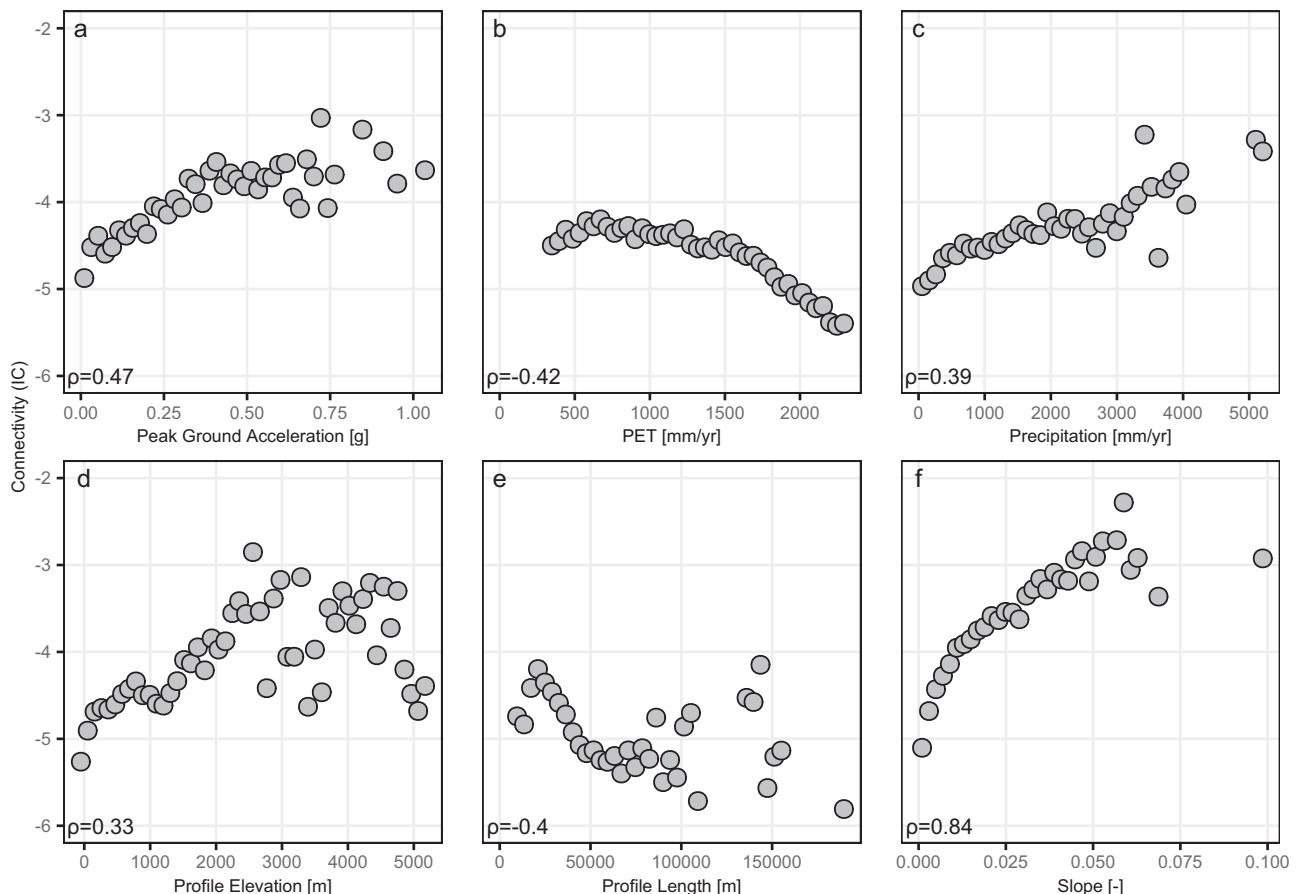 a
b
c
-2
-3
-4
-5
-6
ρ=0.47
ρ=-0.42
ρ=0.39
0.00 0.25 0.50 0.75 1.00
0 500 1000 1500 2000
0 1000 2000 3000 4000 5000
Peak Ground Acceleration [g]
PET [mm/yr]
Precipitation [mm/yr]
Connectivity (IC)
d
e
f
-2
-3
-4
-5
-6
ρ=0.33
ρ=-0.4
ρ=0.84
0 1000 2000 3000 4000 5000
0 50000 100000 150000
0.000 0.025 0.050 0.075 0.100
Profile Elevation [m]
Profile Length [m]
Slope [-]